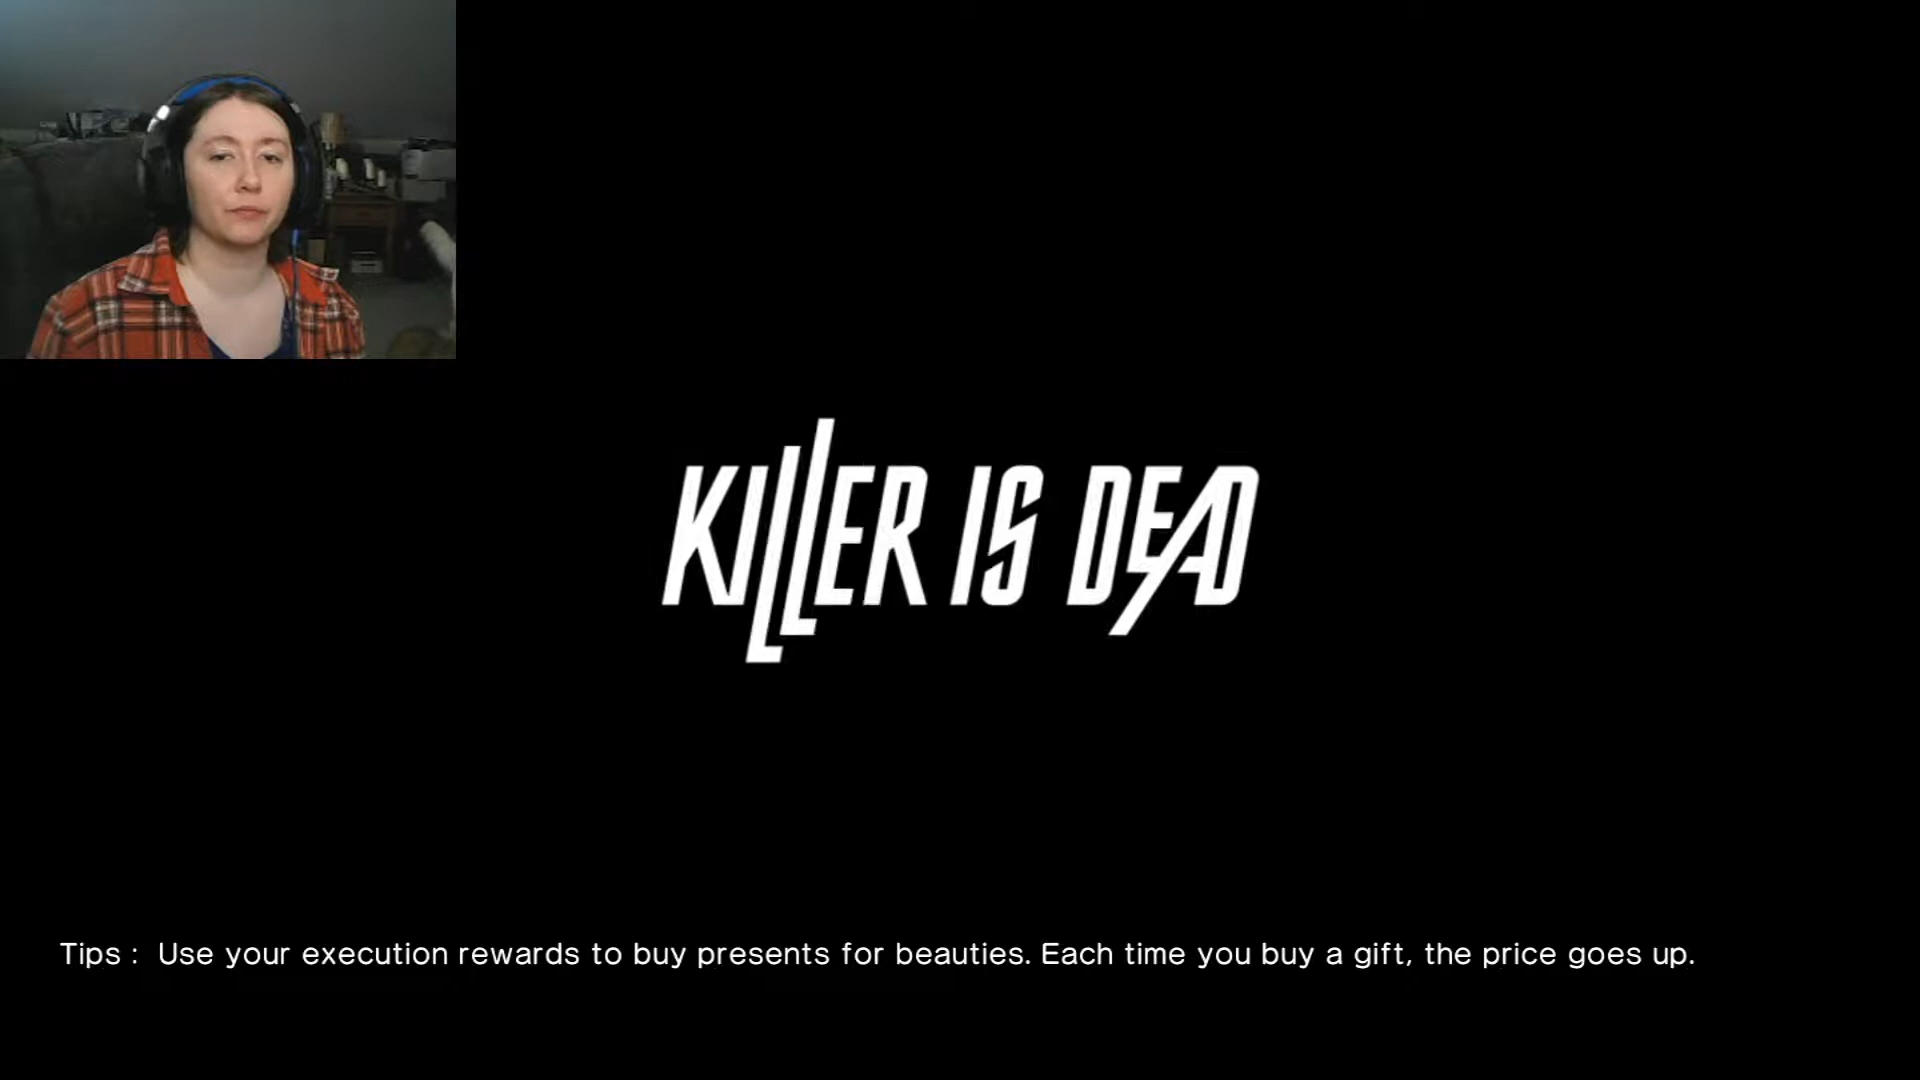 KILLER IS DEAD
Tips : Use your execution rewards to buy presents for beauties. Each time you buy a gift, the price goes up.